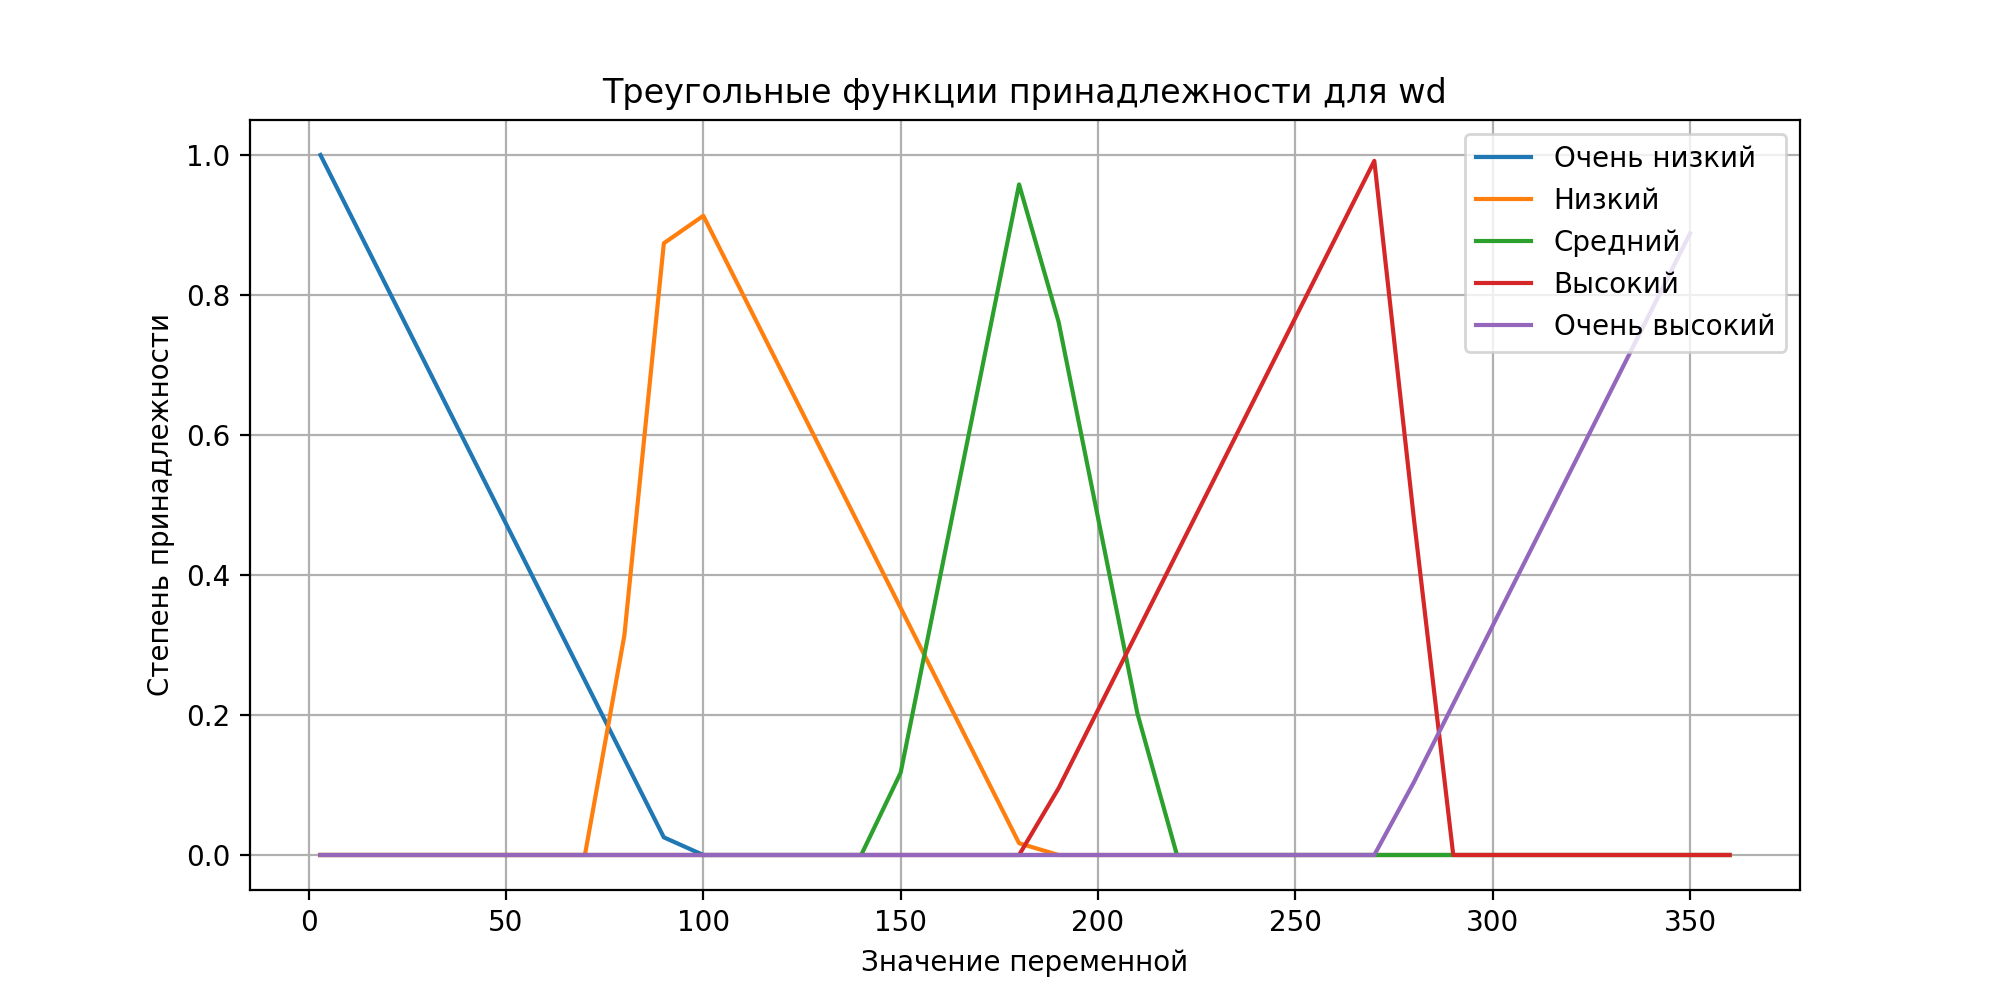 Треугольные функции принадлежности для wd
Степень принадлежности
1.0
0.8
0.6
0.4
0.2
0.0
Очень низкий
Низкий
Средний
Высокий
Очень высокий
0 50 100 150 200 250 300 350
Значение переменной